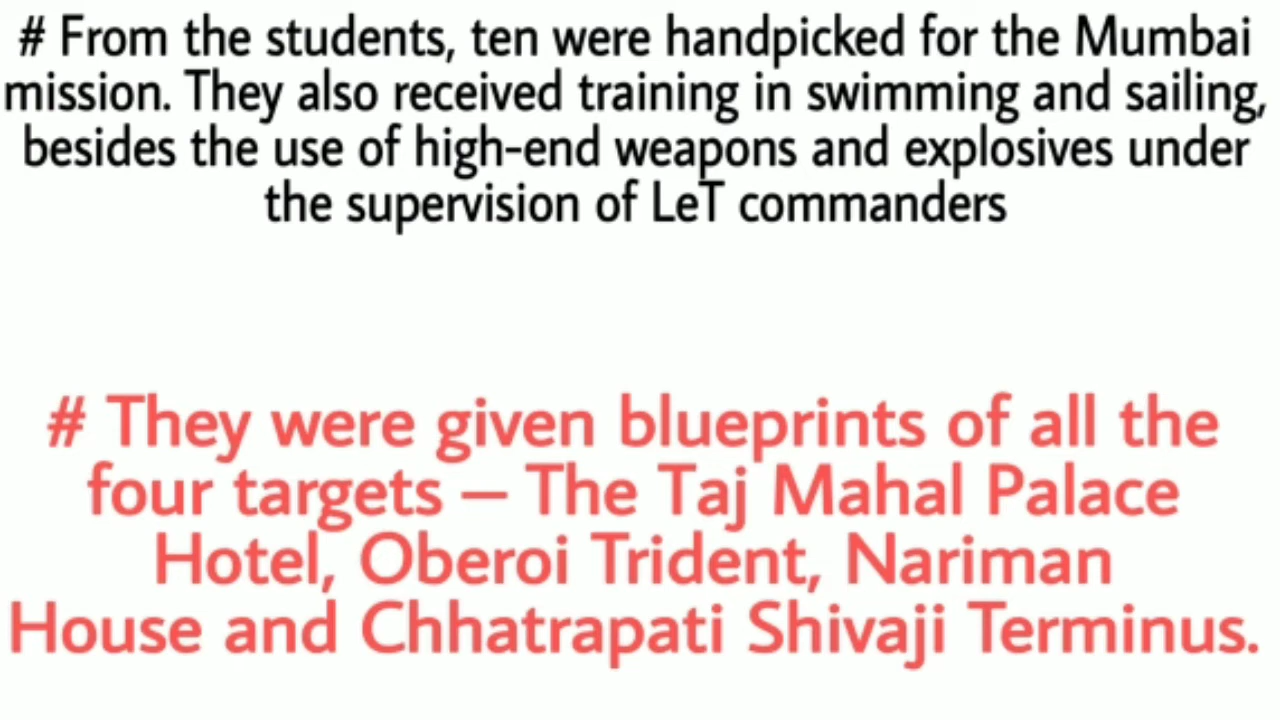 # From the students, ten were handpicked for the Mumbai
mission. They also received training in swimming and sailing,
besides the use of high-end weapons and explosives under
the supervision of LeT commanders
# They were given blueprints of all the
four targets – The Taj Mahal Palace
Hotel, Oberoi Trident, Nariman
House and Chhatrapati Shivaji Terminus.